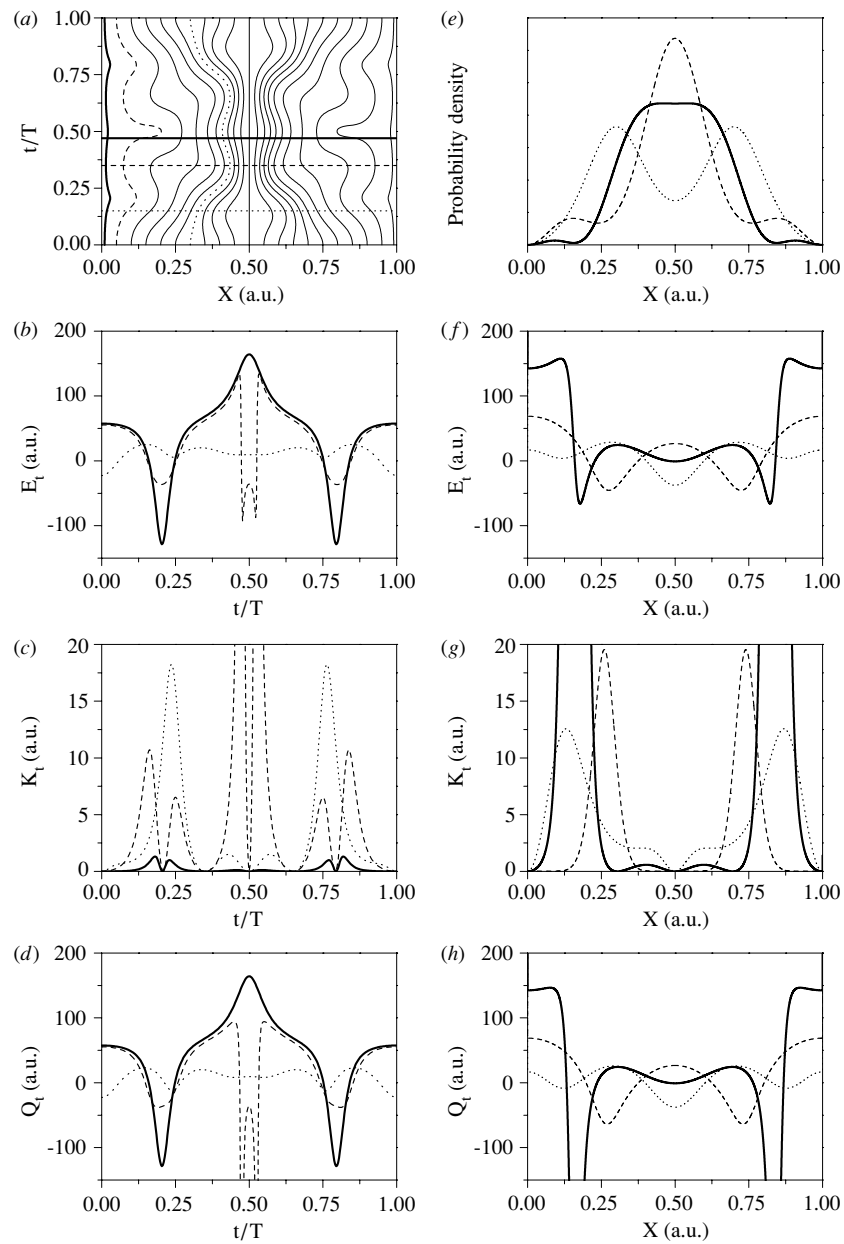 (a)
1.00
0.75
0.50
0.25
0.00
t/T
0.00 0.25 0.50 0.75 1.00
X (a.u.)
(e)
Probability density
0.00 0.25 0.50 0.75 1.00
X (a.u.)
(b)
200
100
0
-100
E_t (a.u.)
0.00 0.25 0.50 0.75 1.00
t/T
(f)
200
100
0
-100
E_t (a.u.)
0.00 0.25 0.50 0.75 1.00
X (a.u.)
(c)
20
15
10
5
0
K_t (a.u.)
0.00 0.25 0.50 0.75 1.00
t/T
(g)
20
15
10
5
0
K_t (a.u.)
0.00 0.25 0.50 0.75 1.00
X (a.u.)
(d)
200
100
0
-100
Q_t (a.u.)
0.00 0.25 0.50 0.75 1.00
t/T
(h)
200
100
0
-100
Q_t (a.u.)
0.00 0.25 0.50 0.75 1.00
X (a.u.)